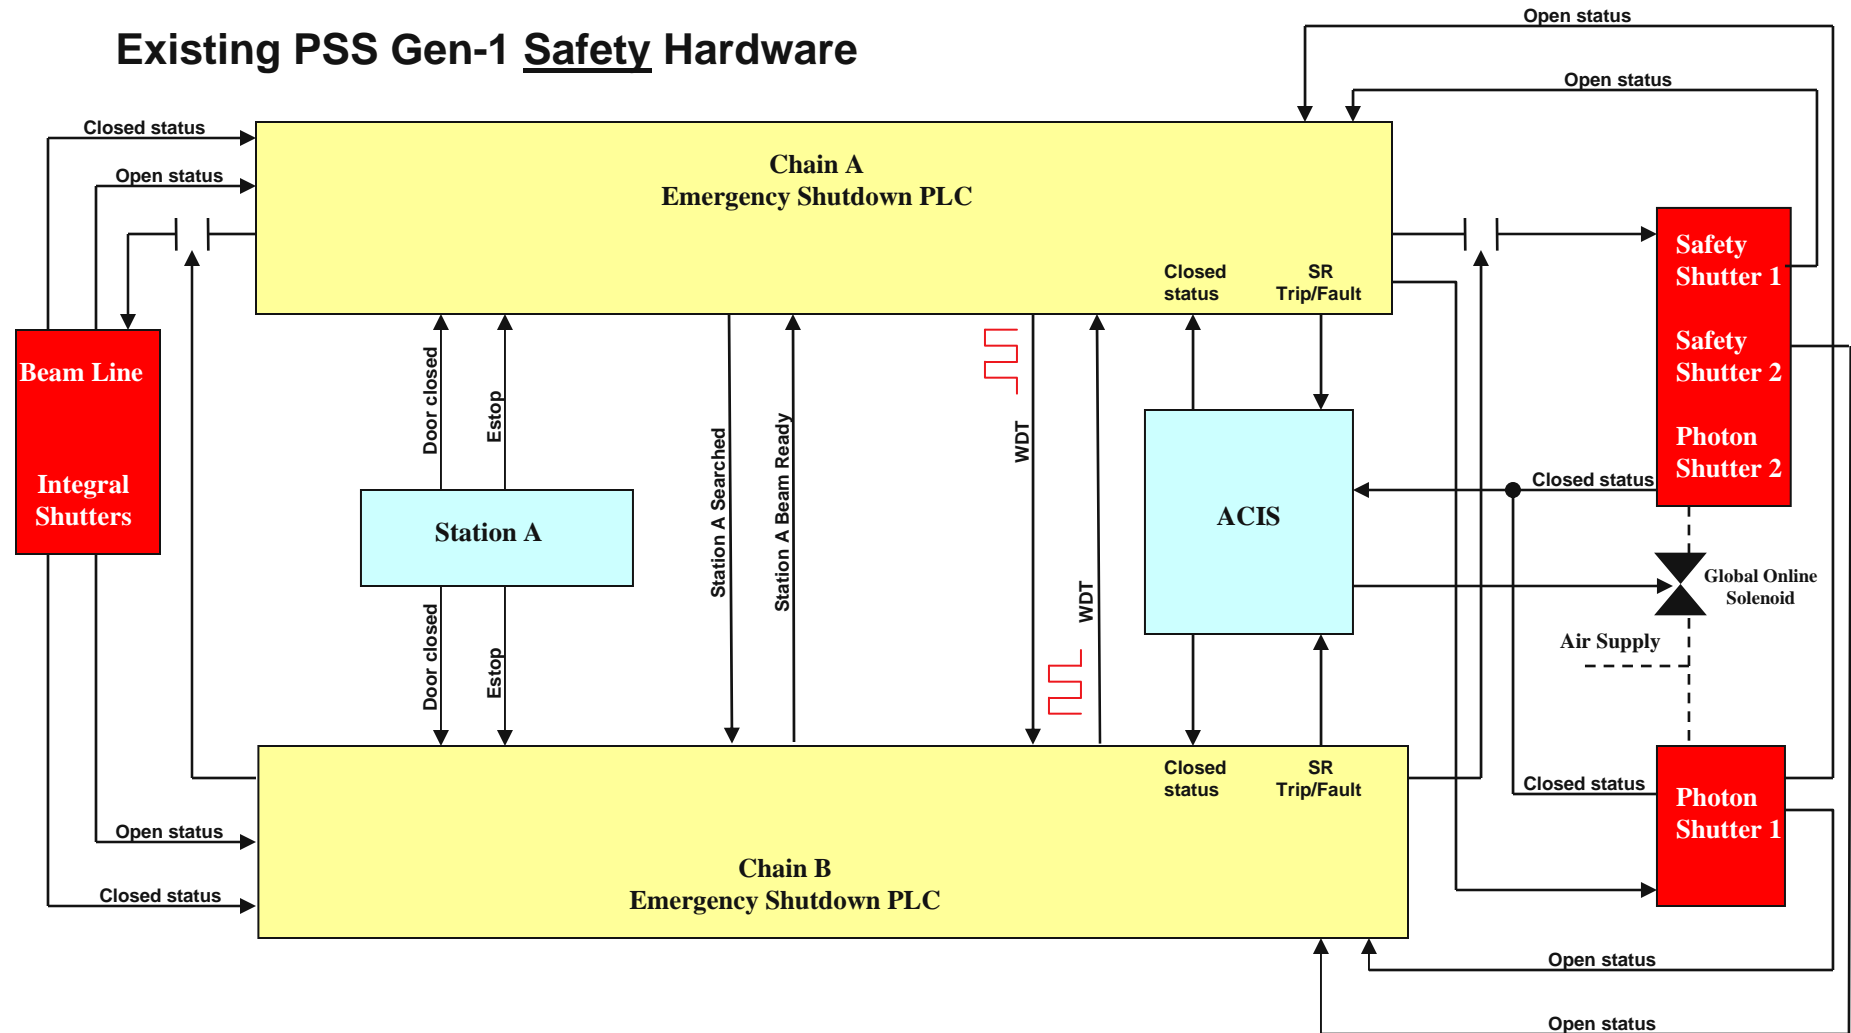 Existing PSS Gen-1 Safety Hardware
Open status
Open status
Closed status
Open status
Chain A
Emergency Shutdown PLC
Closed
status
SR
Trip/Fault
Safety
Shutter 1
Safety
Shutter 2
Photon
Shutter 2
Beam Line
Integral
Shutters
Door closed
Estop
Station A Searched
Station A Beam Ready
WDT
WDT
Station A
Door closed
Estop
ACIS
Closed status
Global Online
Solenoid
Air Supply
Closed status
Photon
Shutter 1
Closed
status
SR
Trip/Fault
Open status
Closed status
Chain B
Emergency Shutdown PLC
Open status
Open status